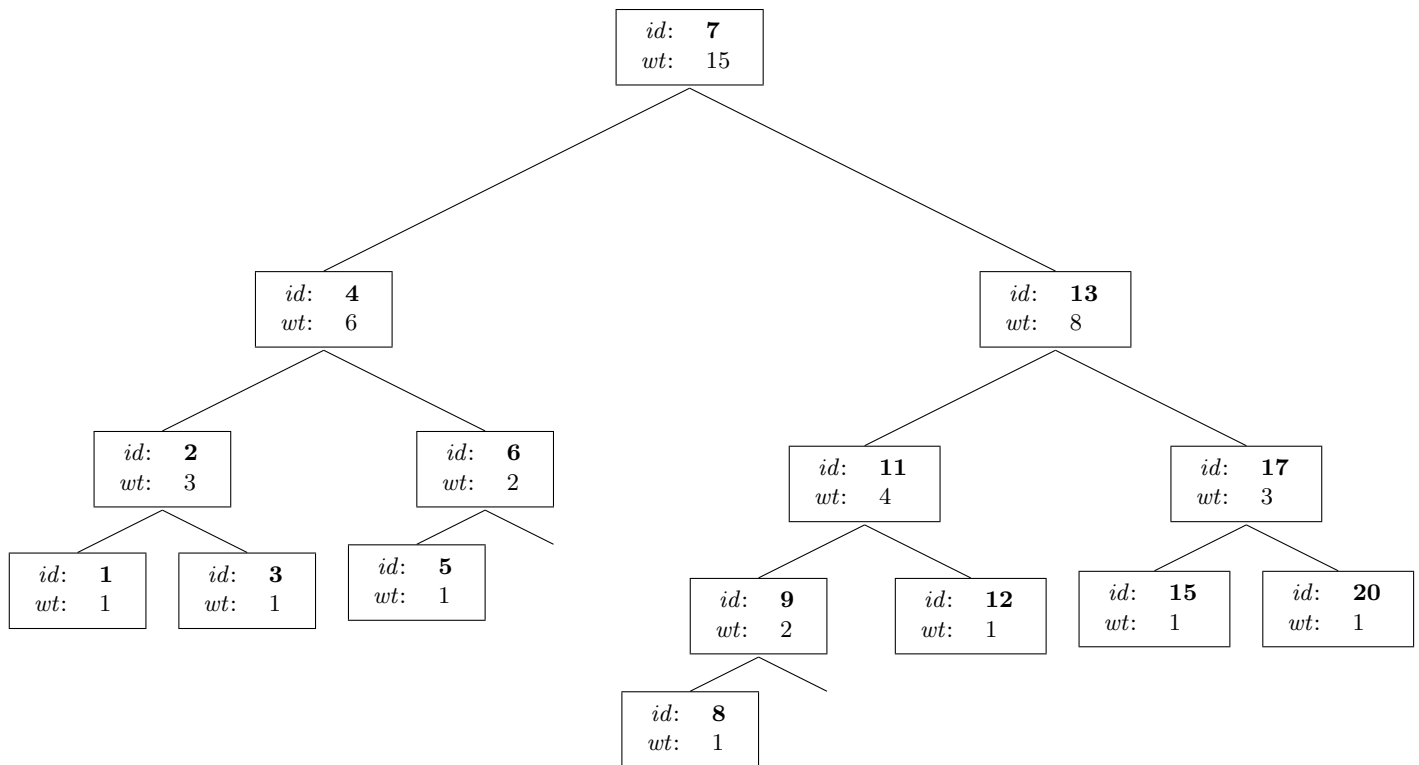 id: 7
wt: 15
id: 4
wt: 6
id: 13
wt: 8
id: 2
wt: 3
id: 6
wt: 2
id: 11
wt: 4
id: 17
wt: 3
id: 1
wt: 1
id: 3
wt: 1
id: 5
wt: 1
id: 9
wt: 2
id: 12
wt: 1
id: 15
wt: 1
id: 20
wt: 1
id: 8
wt: 1